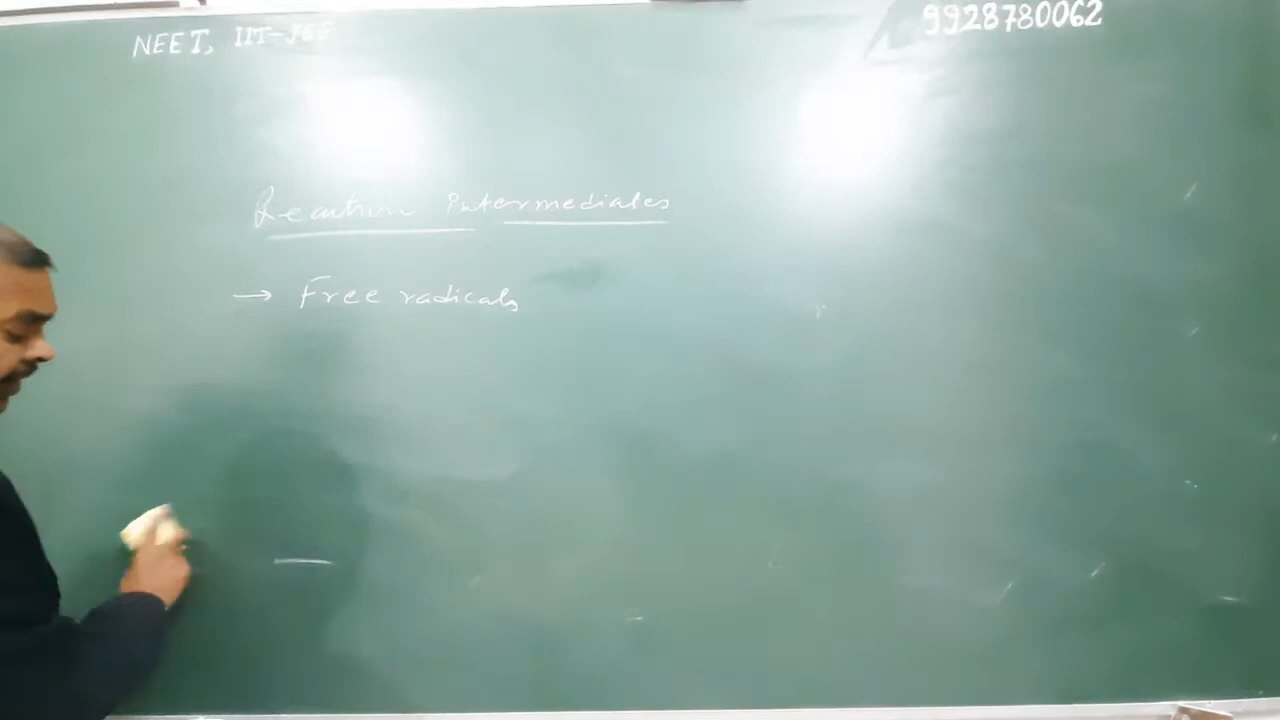 NEET, IIT-JEE
9928780062
Reaction Intermediates
→ Free radicals